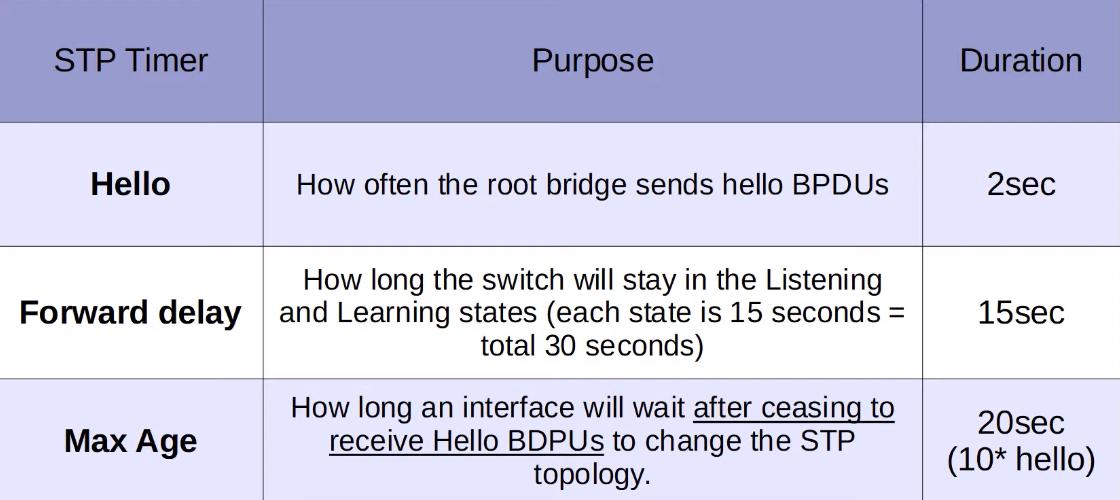 STP Timer
Purpose
Duration
Hello
How often the root bridge sends hello BPDUs
2sec
Forward delay
How long the switch will stay in the Listening
and Learning states (each state is 15 seconds =
total 30 seconds)
15sec
Max Age
How long an interface will wait after ceasing to
receive Hello BDPUs to change the STP
topology.
20sec
(10* hello)